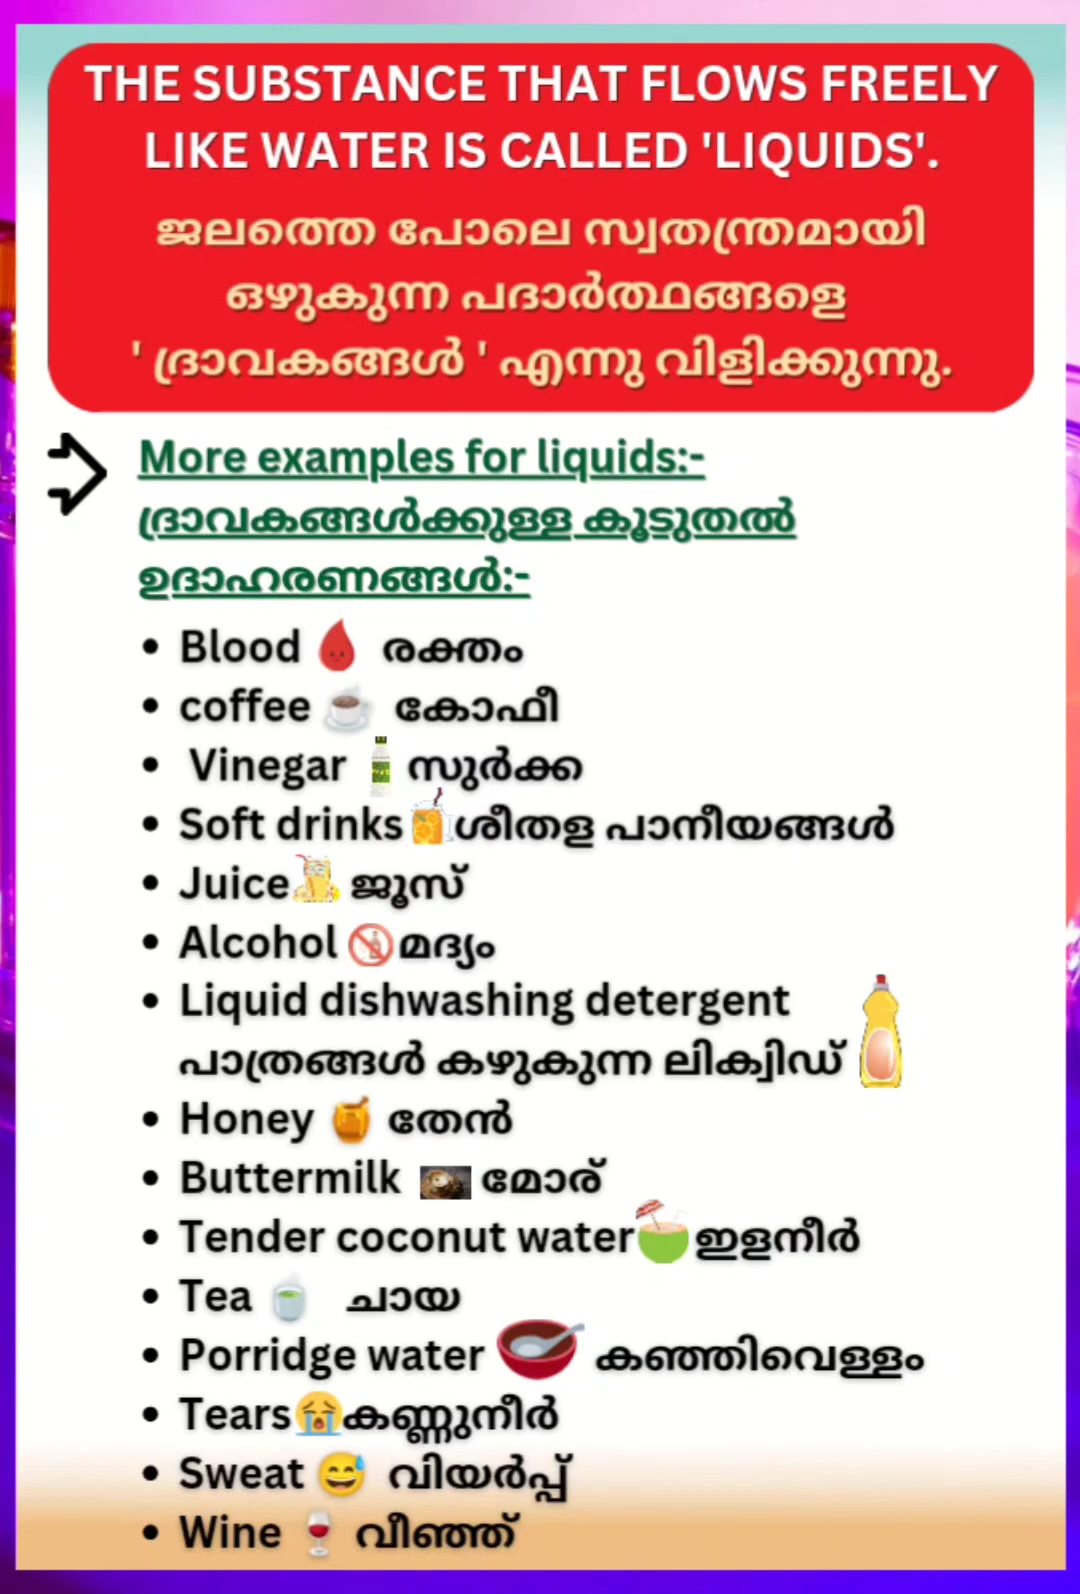 THE SUBSTANCE THAT FLOWS FREELY
LIKE WATER IS CALLED 'LIQUIDS'.
ജലത്തെ പോലെ സ്വതന്ത്രമായി
ഒഴുകുന്ന പദാർത്ഥങ്ങളെ
' ദ്രാവകങ്ങൾ ' എന്നു വിളിക്കുന്നു.
More examples for liquids:-
ദ്രാവകങ്ങൾക്കുള്ള കൂടുതൽ
ഉദാഹരണങ്ങൾ:-
• Blood 🩸 രക്തം
• coffee ☕ കോഫീ
• Vinegar സുർക്ക
• Soft drinks ശീതള പാനീയങ്ങൾ
• Juice ജൂസ്
• Alcohol മദ്യം
• Liquid dishwashing detergent
പാത്രങ്ങൾ കഴുകുന്ന ലിക്വിഡ്
• Honey 🍯 തേൻ
• Buttermilk മോര്
• Tender coconut water ഇളനീർ
• Tea 🍵 ചായ
• Porridge water കഞ്ഞിവെള്ളം
• Tears😭കണ്ണുനീർ
• Sweat 😅 വിയർപ്പ്
• Wine 🍷 വീഞ്ഞ്